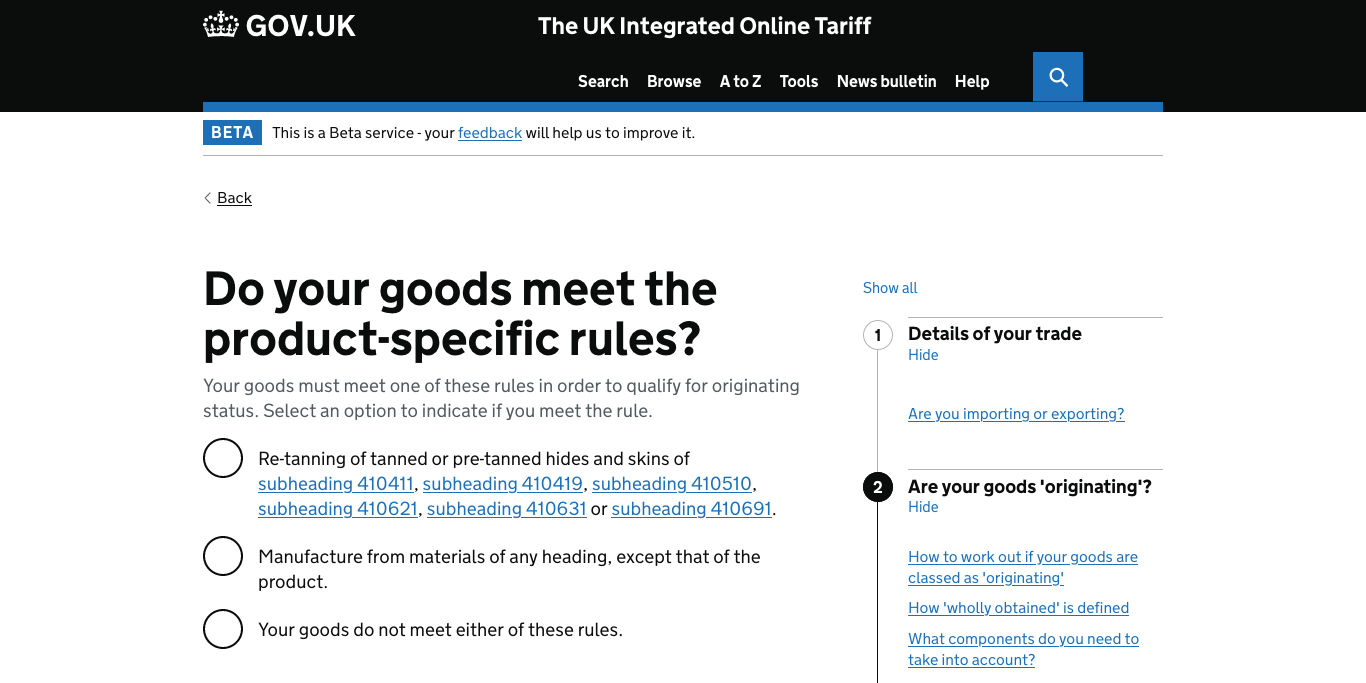 GOV.UK
The UK Integrated Online Tariff
Search Browse A to Z Tools News bulletin Help
BETA This is a Beta service - your feedback will help us to improve it.
Back
Do your goods meet the
product-specific rules?
Your goods must meet one of these rules in order to qualify for originating
status. Select an option to indicate if you meet the rule.
Re-tanning of tanned or pre-tanned hides and skins of
subheading 410411, subheading 410419, subheading 410510,
subheading 410621, subheading 410631 or subheading 410691.
Manufacture from materials of any heading, except that of the
product.
Your goods do not meet either of these rules.
Show all
1 Details of your trade
Hide
Are you importing or exporting?
2 Are your goods 'originating'?
Hide
How to work out if your goods are
classed as 'originating'
How 'wholly obtained' is defined
What components do you need to
take into account?